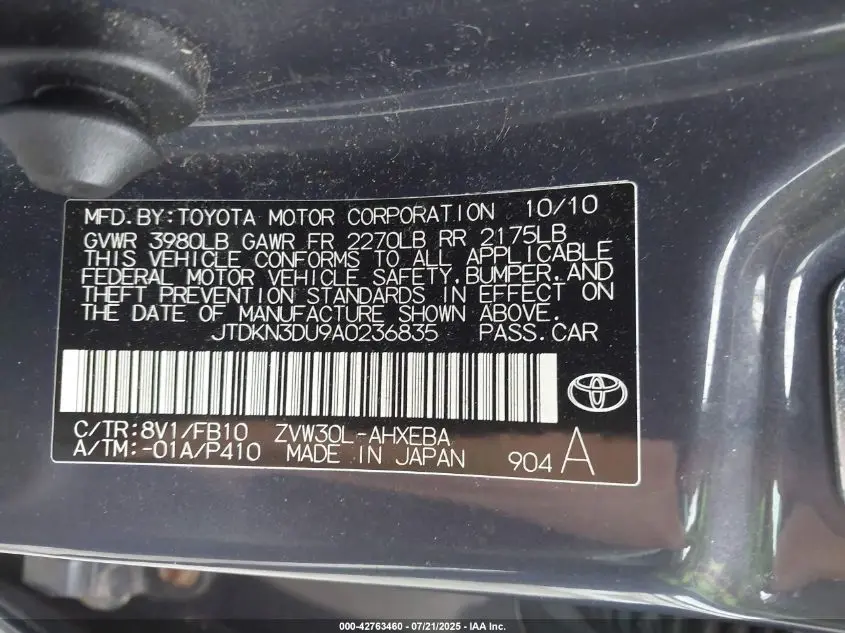 MFD.BY:TOYOTA MOTOR CORPORATION 10/10
GVWR 3980LB GAWR FR 2270LB RR 2175LB
THIS VEHICLE CONFORMS TO ALL APPLICABLE
FEDERAL MOTOR VEHICLE SAFETY,BUMPER,AND
THEFT PREVENTION STANDARDS IN EFFECT ON
THE DATE OF MANUFACTURE SHOWN ABOVE.
JTDKN3DU9A0236835 PASS.CAR
C/TR:8V1/FB10 ZVW30L-AHXEBA
A/TM:-01A/P410 MADE IN JAPAN 904 A
000-42763460 - 07/21/2025 - IAA Inc.